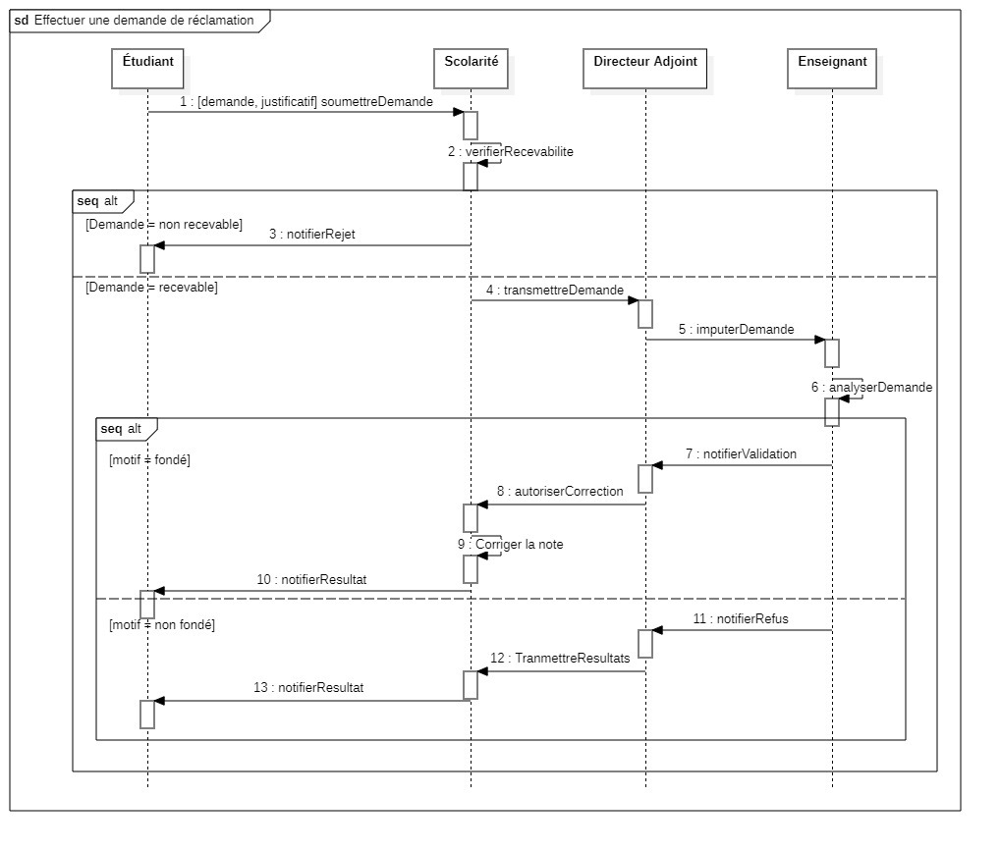 sd Effectuer une demande de réclamation
Étudiant
Scolarité
Directeur Adjoint
Enseignant
1 : [demande, justificatif] soumettreDemande
2 : verifierRecevabilite
seq alt
[Demande = non recevable]
3 : notifierRejet
[Demande = recevable]
4 : transmettreDemande
5 : imputerDemande
6 : analyserDemande
seq alt
[motif = fondé]
7 : notifierValidation
8 : autoriserCorrection
9 : Corriger la note
10 : notifierResultat
[motif = non fondé]
11 : notifierRefus
12 : TranmettreResultats
13 : notifierResultat